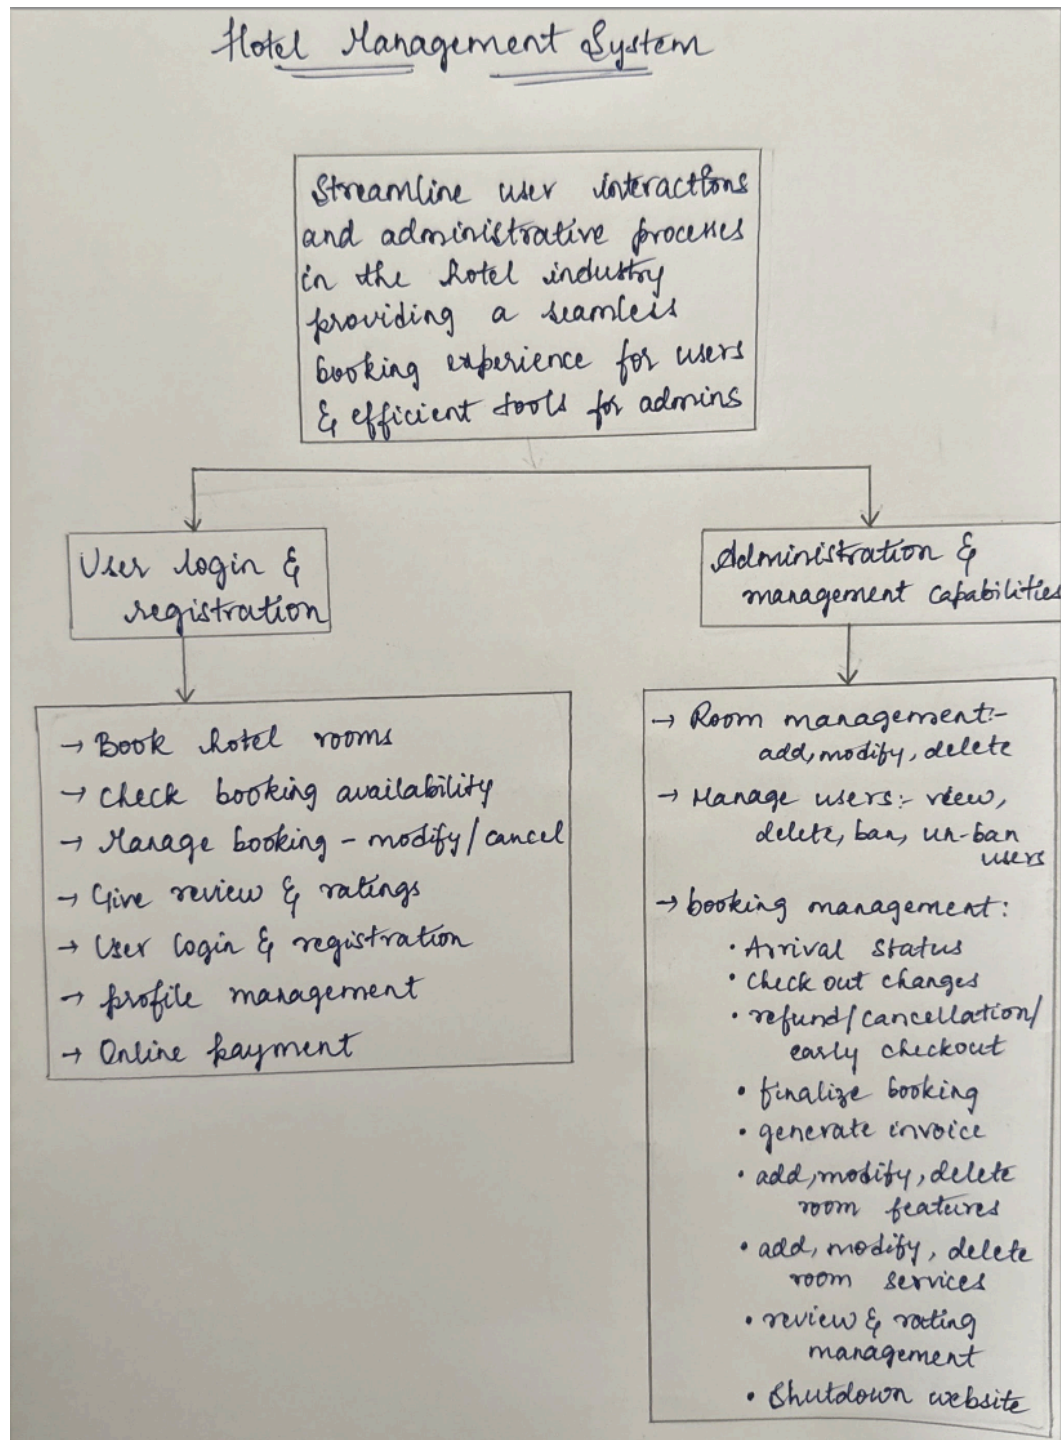 Hotel Management System
Streamline user interactions
and administrative processes
in the hotel industry
providing a seamless
booking experience for users
& efficient tools for admins
User login &
registration
→ Book hotel rooms
→ check booking availability
→ Manage booking - modify/cancel
→ Give review & ratings
→ User login & registration
→ profile management
→ Online payment
Administration &
management capabilities
→ Room management:-
add, modify, delete
→ Manage users:- view,
delete, ban, un-ban
users
→ booking management:
• Arrival status
• check out changes
• refund/cancellation/
early checkout
• finalize booking
• generate invoice
• add, modify, delete
room features
• add, modify, delete
room services
• review & rating
management
• Shutdown website